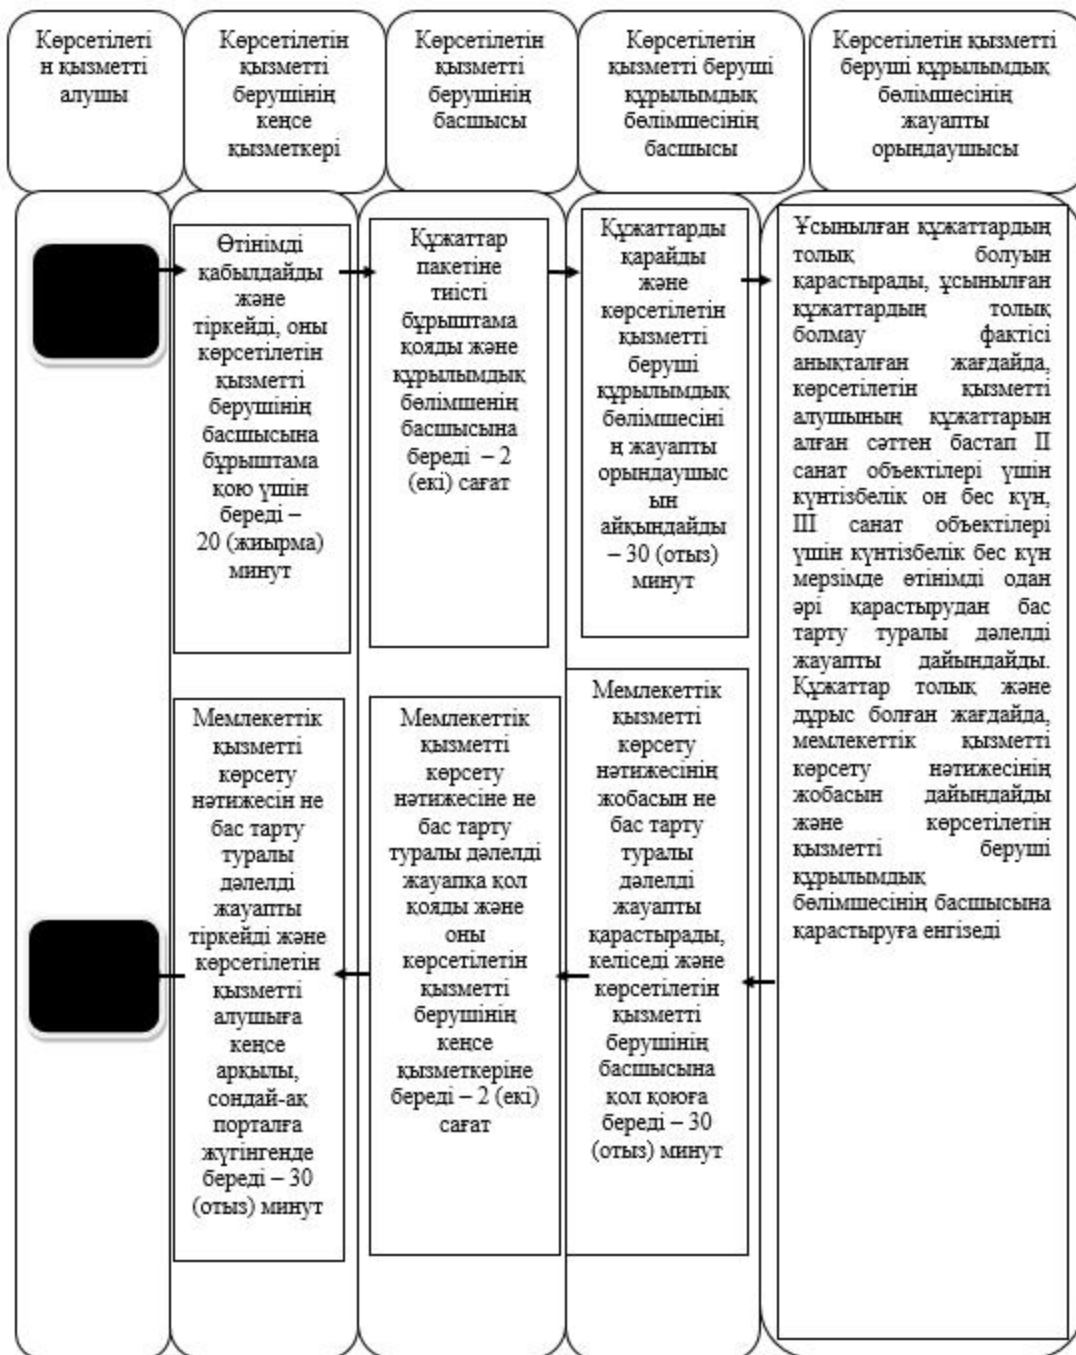 Көрсетілеті
н қызметті
алушы
Көрсетілетін
қызметті
берушінің
кеңсе
қызметкері
Көрсетілетін
қызметті
берушінің
басшысы
Көрсетілетін
қызметті беруші
құрылымдық
бөлімшесінің
басшысы
Көрсетілетін қызметті
беруші құрылымдық
бөлімшесінің
жауапты
орындаушысы
Өтінімді
қабылдайды
және
тіркейді, оны
көрсетілетін
қызметті
берушінің
басшысына
бұрыштама
қою үшін
береді –
20 (жиырма)
минут
Құжаттар
пакетіне
тиісті
бұрыштама
қояды және
құрылымдық
бөлімшенің
басшысына
береді – 2
(екі) сағат
Құжаттарды
қарайды
және
көрсетілетін
қызметті
беруші
құрылымдық
бөлімшесіні
ң жауапты
орындаушыс
ын
айқындайды
– 30 (отыз)
минут
Ұсынылған құжаттардың
толық болуын
қарастырады, ұсынылған
құжаттардың толық
болмау фактісі
анықталған жағдайда,
көрсетілетін қызметті
алушының құжаттарын
алған сәттен бастап II
санат объектілері үшін
күнтізбелік он бес күн,
III санат объектілері
үшін күнтізбелік бес күн
мерзімде өтінімді одан
әрі қарастырудан бас
тарту туралы дәлелді
жауапты дайындайды.
Құжаттар толық және
дұрыс болған жағдайда,
мемлекеттік қызметті
көрсету нәтижесінің
жобасын дайындайды
және көрсетілетін
қызметті беруші
құрылымдық
бөлімшесінің басшысына
қарастыруға енгізеді
Мемлекеттік
қызметті
көрсету
нәтижесін не
бас тарту
туралы
дәлелді
жауапты
тіркейді және
көрсетілетін
қызметті
алушыға
кеңсе
арқылы,
сондай-ақ
порталға
жүгінгенде
береді – 30
(отыз) минут
Мемлекеттік
қызметті
көрсету
нәтижесіне не
бас тарту
туралы дәлелді
жауапқа қол
қояды және
оны
көрсетілетін
қызметті
берушінің
кеңсе
қызметкеріне
береді – 2 (екі)
сағат
Мемлекеттік
қызметті
көрсету
нәтижесінің
жобасын не
бас тарту
туралы
дәлелді
жауапты
қарастырады,
келіседі және
көрсетілетін
қызметті
берушінің
басшысына
қол қоюға
береді – 30
(отыз) минут